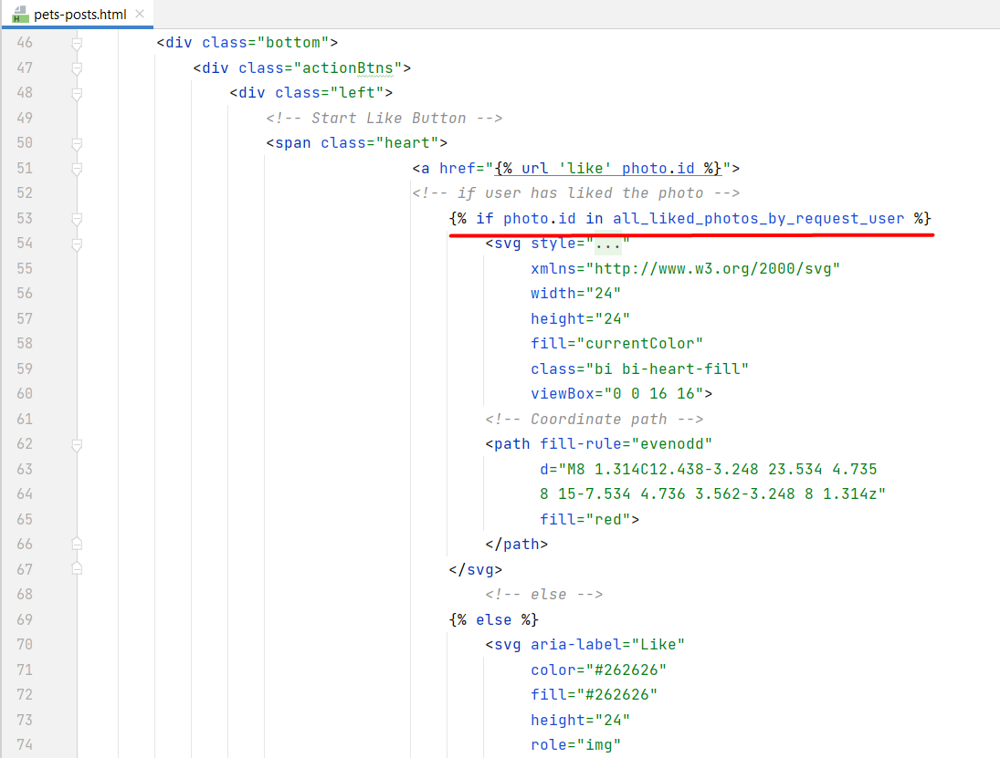 pets-posts.html
46 <div class="bottom">
47 <div class="actionBtns">
48 <div class="left">
49 <!-- Start Like Button -->
50 <span class="heart">
51 <a href="{% url 'like' photo.id %}">
52 <!-- if user has liked the photo -->
53 {% if photo.id in all_liked_photos_by_request_user %}
54 <svg style="..."
55 xmlns="http://www.w3.org/2000/svg"
56 width="24"
57 height="24"
58 fill="currentColor"
59 class="bi bi-heart-fill"
60 viewBox="0 0 16 16">
61 <!-- Coordinate path -->
62 <path fill-rule="evenodd"
63 d="M8 1.314C12.438-3.248 23.534 4.735
64 8 15-7.534 4.736 3.562-3.248 8 1.314z"
65 fill="red">
66 </path>
67 </svg>
68 <!-- else -->
69 {% else %}
70 <svg aria-label="Like"
71 color="#262626"
72 fill="#262626"
73 height="24"
74 role="img"